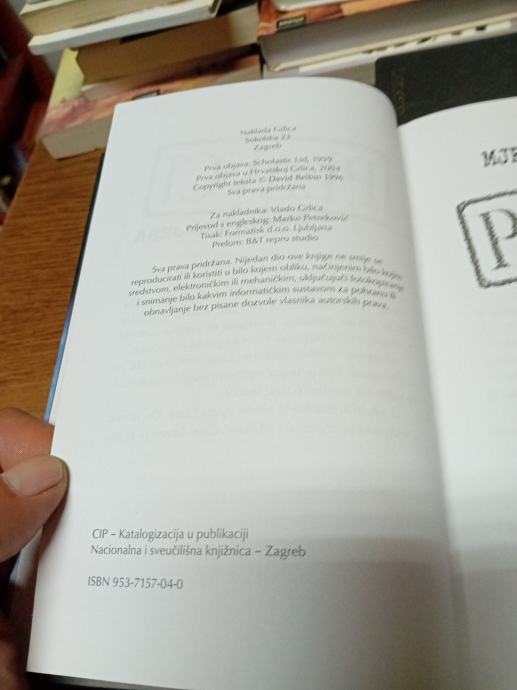 Naklada Grlica
Sokolska 23
Zagreb
Prva objava: Scholastic Ltd, 1999
Prva objava u Hrvatskoj Grlica, 2004
Copyright teksta © David Belbin 1996
Sva prava pridržana
Za nakladnika: Vlado Grlica
Prijevod s engleskog: Marko Petreković
Tisak: Formatisk d.o.o. Ljubljana
Prelom: B&T repro studio
Sva prava pridržana. Nijedan dio ove knjige ne smije se
reproducirati ili koristiti u bilo kojem obliku, načinjenim bilo kojim
sredstvom, elektroničkim ili mehaničkim, uključujući fotokopiranje
i snimanje bilo kakvim informatičkim sustavom za pohranu ili
obnavljanje bez pisane dozvole vlasnika autorskih prava.
CIP – Katalogizacija u publikaciji
Nacionalna i sveučilišna knjižnica – Zagreb
ISBN 953-7157-04-0